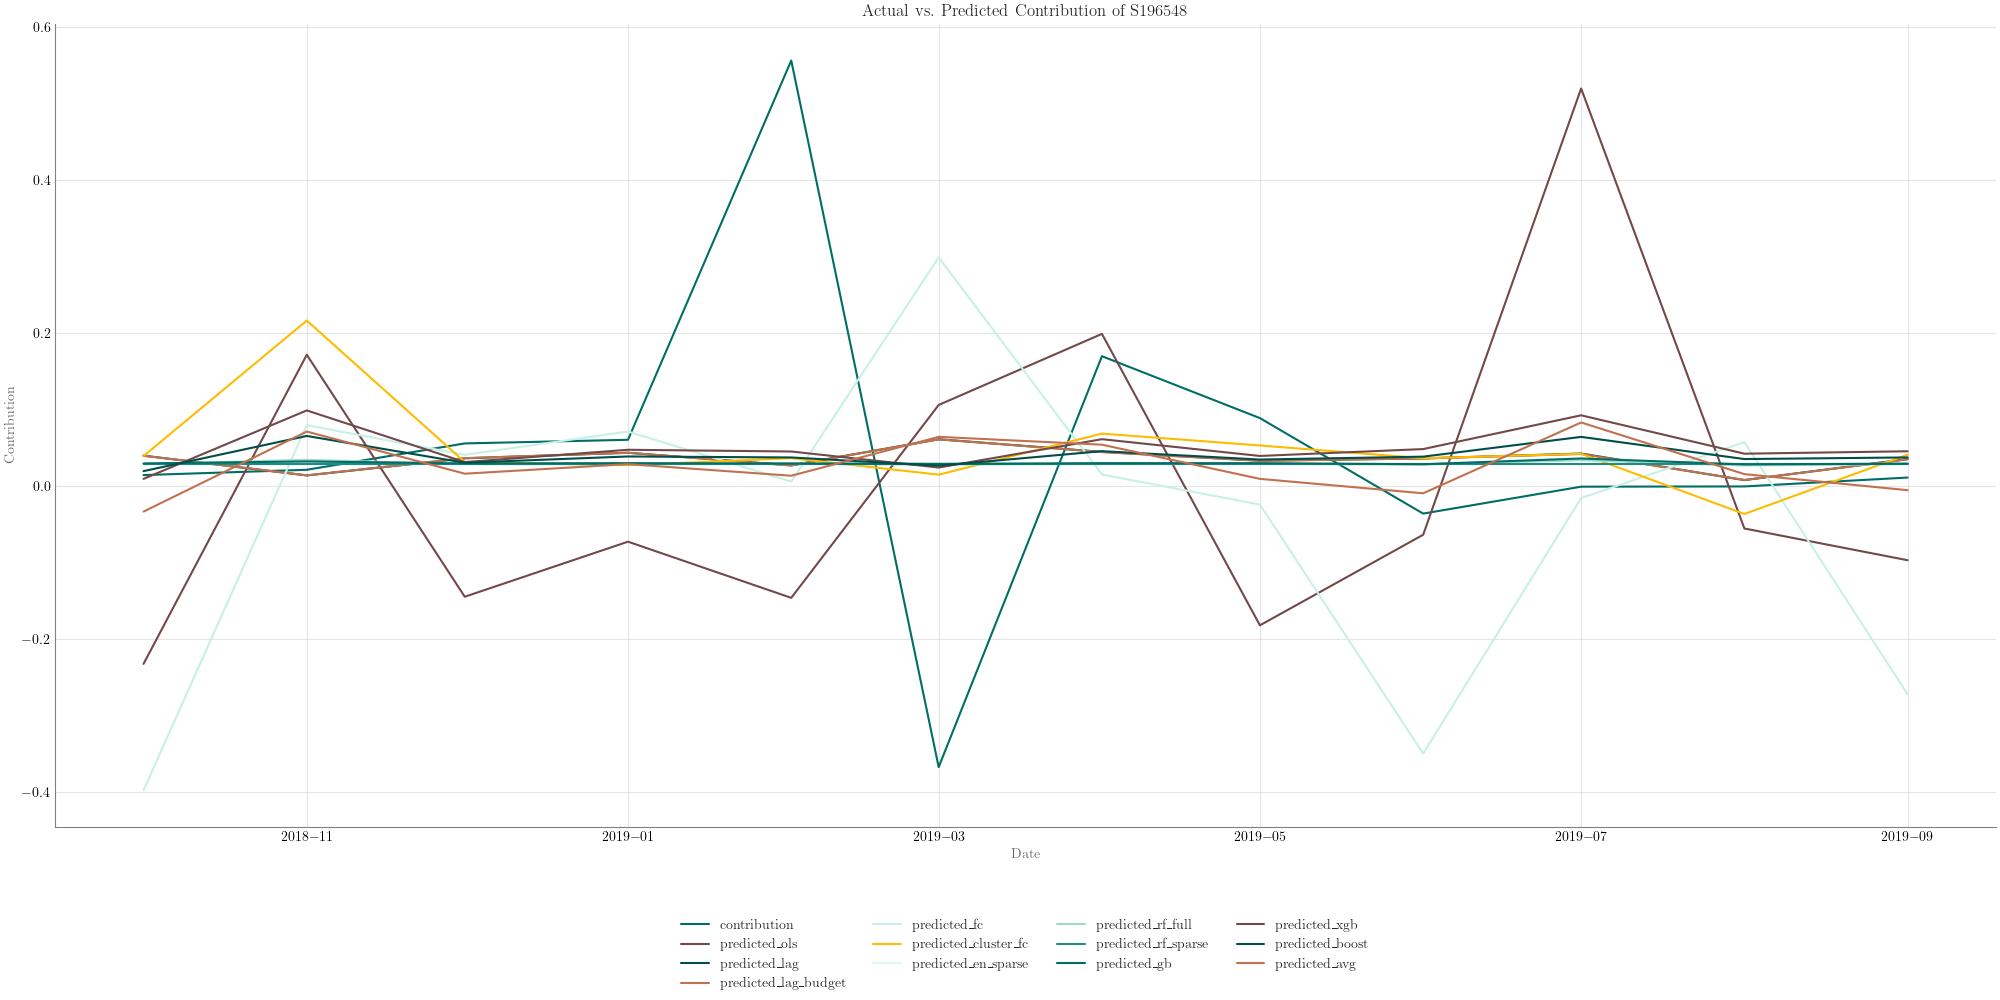 Actual vs. Predicted Contribution of S196548
0.6
0.4
0.2
0.0
−0.2
−0.4
Contribution
2018−11 2019−01 2019−03 2019−05 2019−07 2019−09
Date
contribution predicted_fc predicted_rf_full predicted_xgb
predicted_ols predicted_cluster_fc predicted_rf_sparse predicted_boost
predicted_lag predicted_en_sparse predicted_gb predicted_avg
predicted_lag_budget